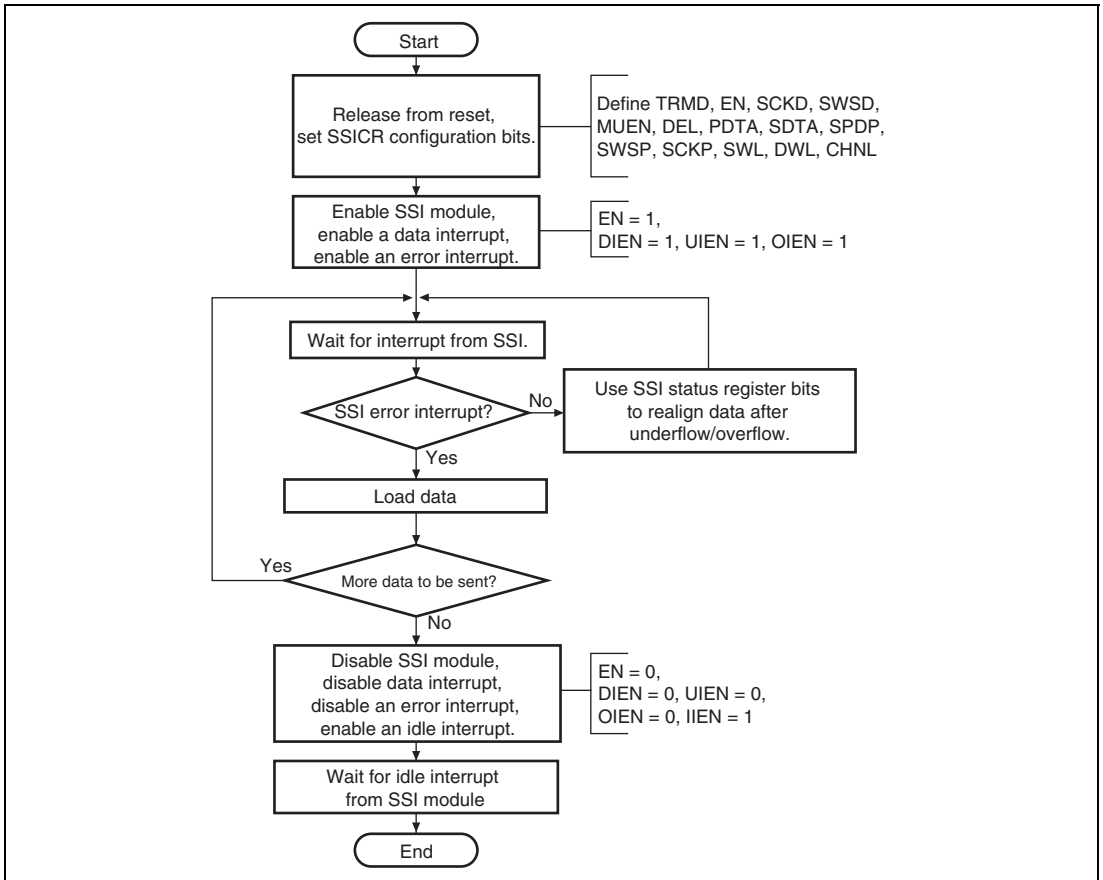 Start
Release from reset,
set SSICR configuration bits.
Define TRMD, EN, SCKD, SWSD,
MUEN, DEL, PDTA, SDTA, SPDP,
SWSP, SCKP, SWL, DWL, CHNL
Enable SSI module,
enable a data interrupt,
enable an error interrupt.
EN = 1,
DIEN = 1, UIEN = 1, OIEN = 1
Wait for interrupt from SSI.
SSI error interrupt?
No
Use SSI status register bits
to realign data after
underflow/overflow.
Yes
Load data
Yes
More data to be sent?
No
Disable SSI module,
disable data interrupt,
disable an error interrupt,
enable an idle interrupt.
EN = 0,
DIEN = 0, UIEN = 0,
OIEN = 0, IIEN = 1
Wait for idle interrupt
from SSI module
End